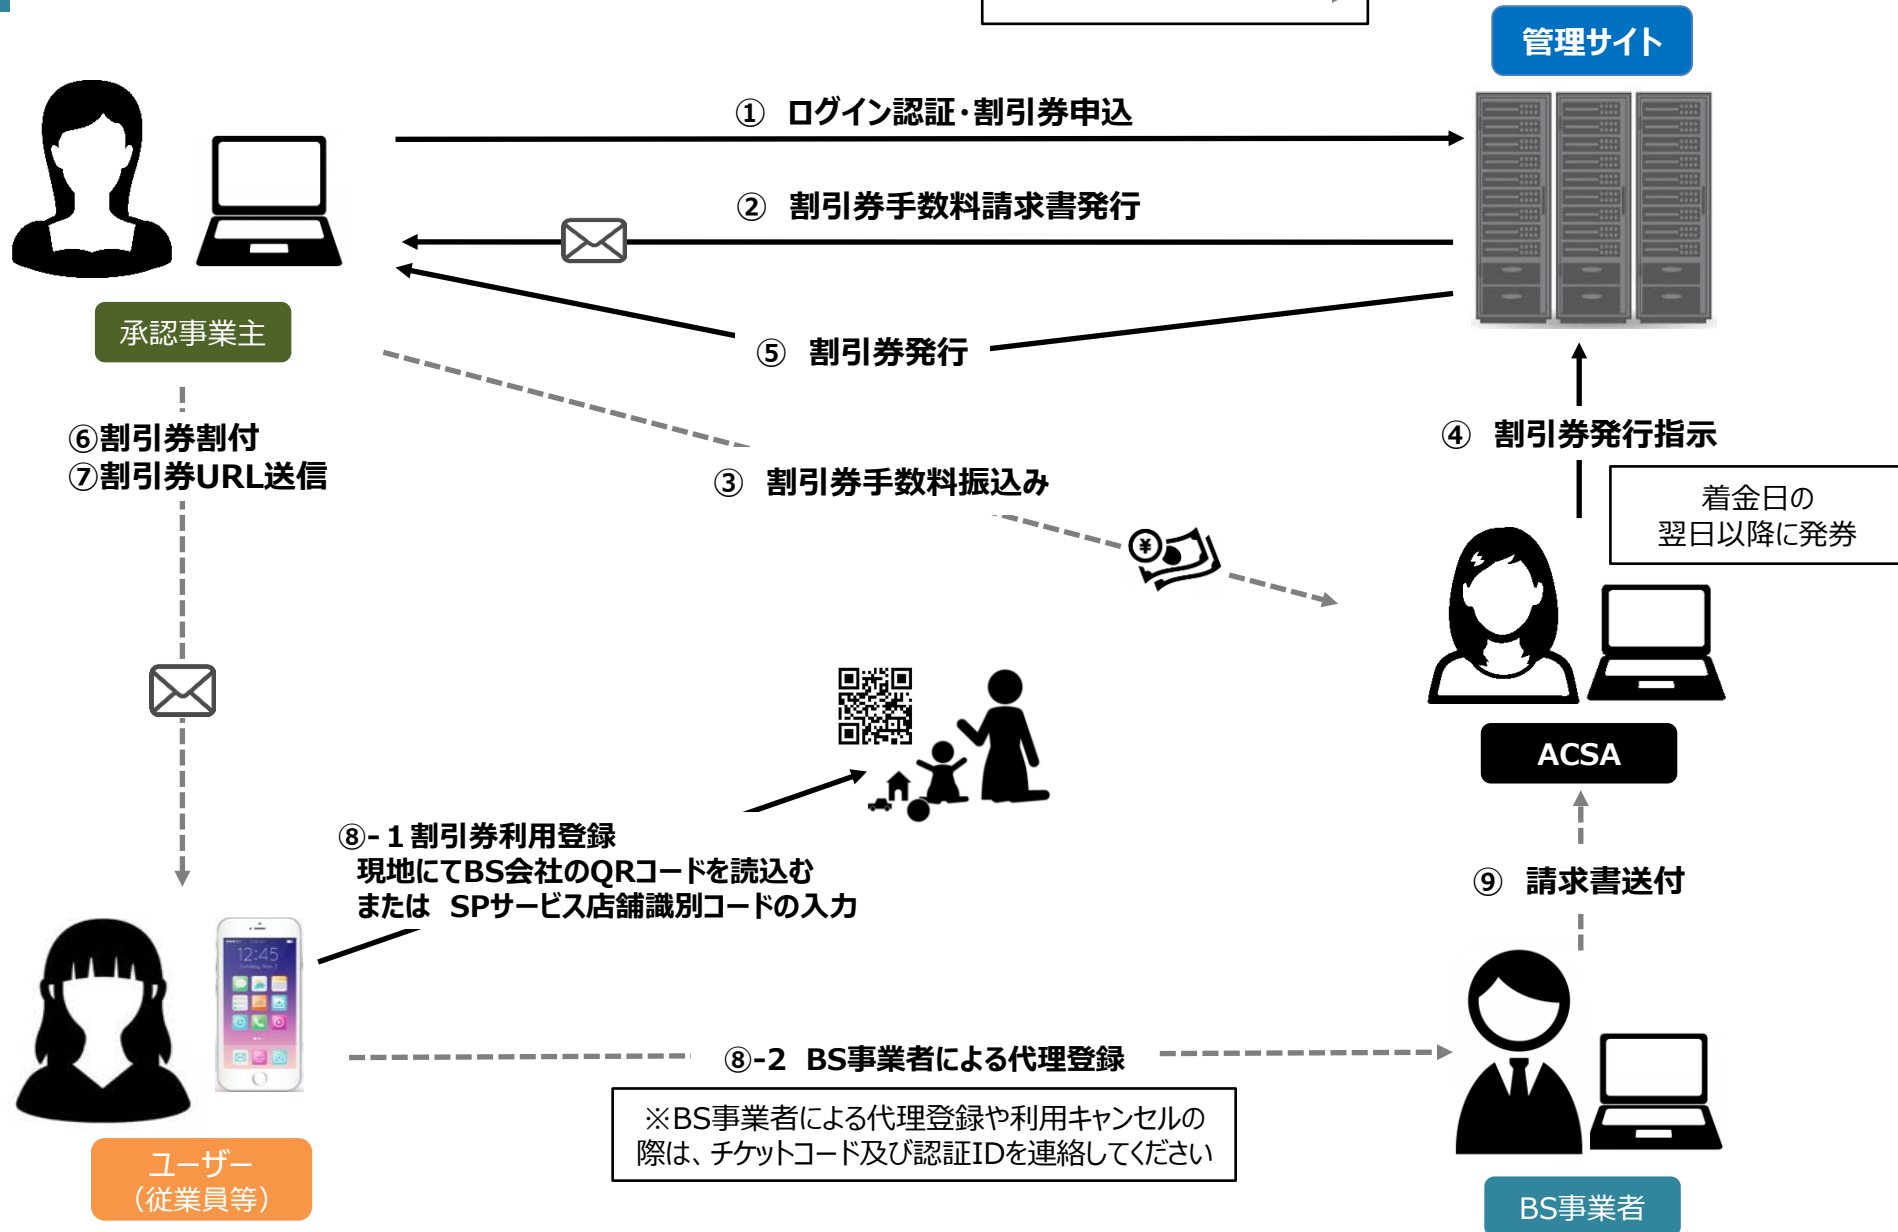 管理サイト
① ログイン認証・割引券申込
② 割引券手数料請求書発行
承認事業主
⑤ 割引券発行
⑥割引券割付
⑦割引券URL送信
④ 割引券発行指示
③ 割引券手数料振込み
着金日の
翌日以降に発券
ACSA
⑧-１割引券利用登録
現地にてBS会社のQRコードを読込む
または SPサービス店舗識別コードの入力
⑨ 請求書送付
12:45
⑧-2 BS事業者による代理登録
※BS事業者による代理登録や利用キャンセルの
際は、チケットコード及び認証IDを連絡してください
ユーザー
（従業員等）
BS事業者